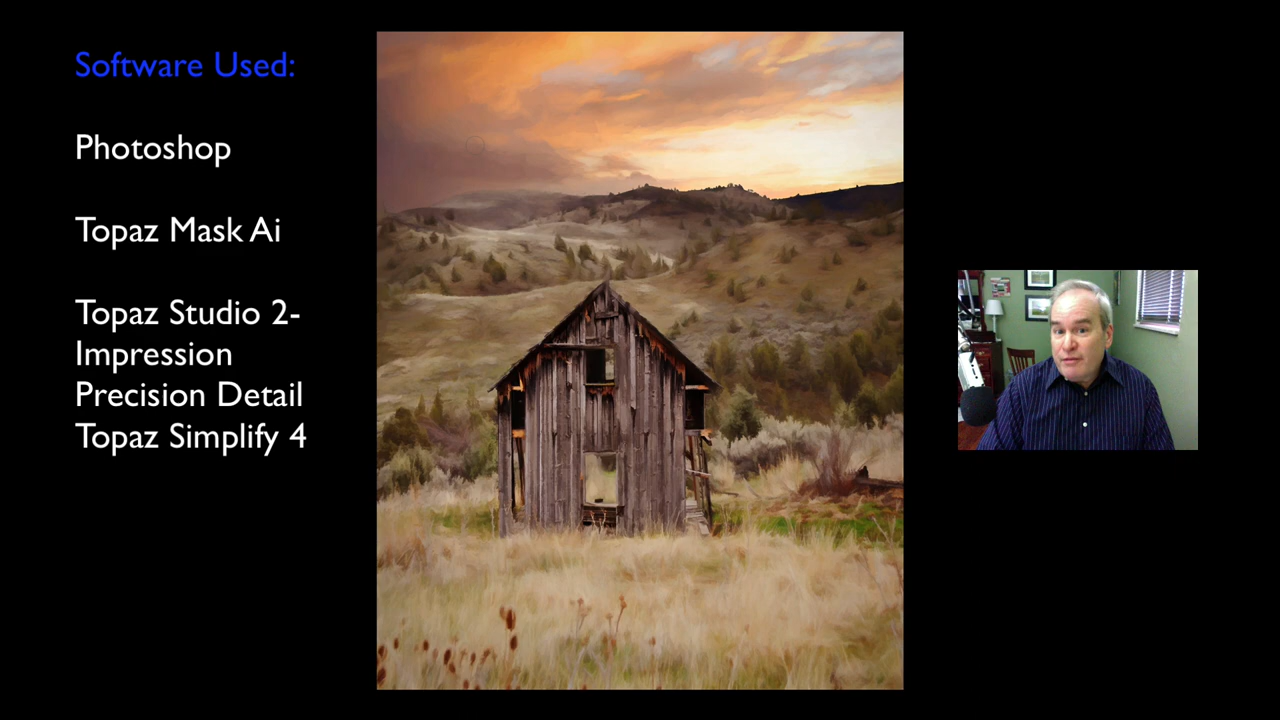 Software Used:
Photoshop
Topaz Mask Ai
Topaz Studio 2-
Impression
Precision Detail
Topaz Simplify 4